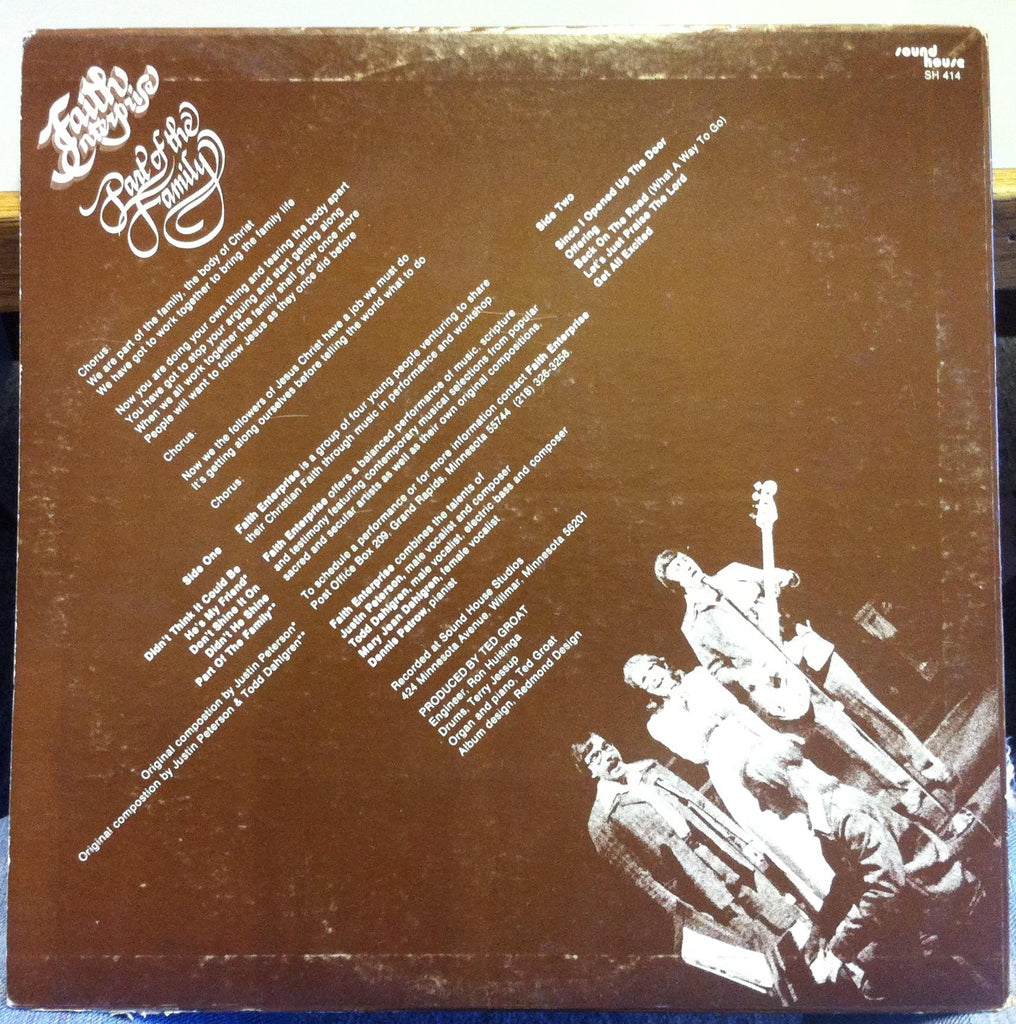 Faith
Enterprise
Part of the
Family
sound
house
SH 414
Chorus:
We are part of the family, the body of Christ
We have got to work together to bring the family life
Now you are doing your own thing and tearing the body apart
You have got to stop your arguing and start getting along
When we all work together the family shall grow once more
People will want to follow Jesus as they once did before
Chorus:
Now we the followers of Jesus Christ have a job we must do
It's getting along ourselves before telling the world what to do
Chorus:
Faith Enterprise is a group of four young people venturing to share
their Christian Faith through music in performance and workshop.
Faith Enterprise offers a balanced performance of music, scripture
and testimony featuring contemporary musical selections from popular
sacred and secular artists as well as their own original compositions.
To schedule a performance or for more information contact Faith Enterprise
Post Office Box 209, Grand Rapids, Minnesota 55744 (218) 326-3258.
Faith Enterprise combines the talents of
Justin Peterson, male vocalist and composer
Todd Dahlgren, male vocalist, electric bass and composer
Mary Jean Dahlgren, female vocalist
Dennis Petron, pianist
Recorded at Sound House Studios
424 Minnesota Avenue, Willmar, Minnesota 56201
PRODUCED BY TED GROAT
Engineer, Ron Huisinga
Drums, Terry Jessup
Organ and piano, Ted Groat
Album design, Redmond Design
Side One
Didn't Think It Could Be
He's My Friend*
Don't Shine It On
Didn't He Shine
Part Of The Family**
Original compostion by Justin Peterson*
Original compostion by Justin Peterson & Todd Dahlgren**
Side Two
Since I Opened Up The Door
Offering
Back On The Road (What A Way To Go)
Let's Just Praise The Lord
Get All Excited